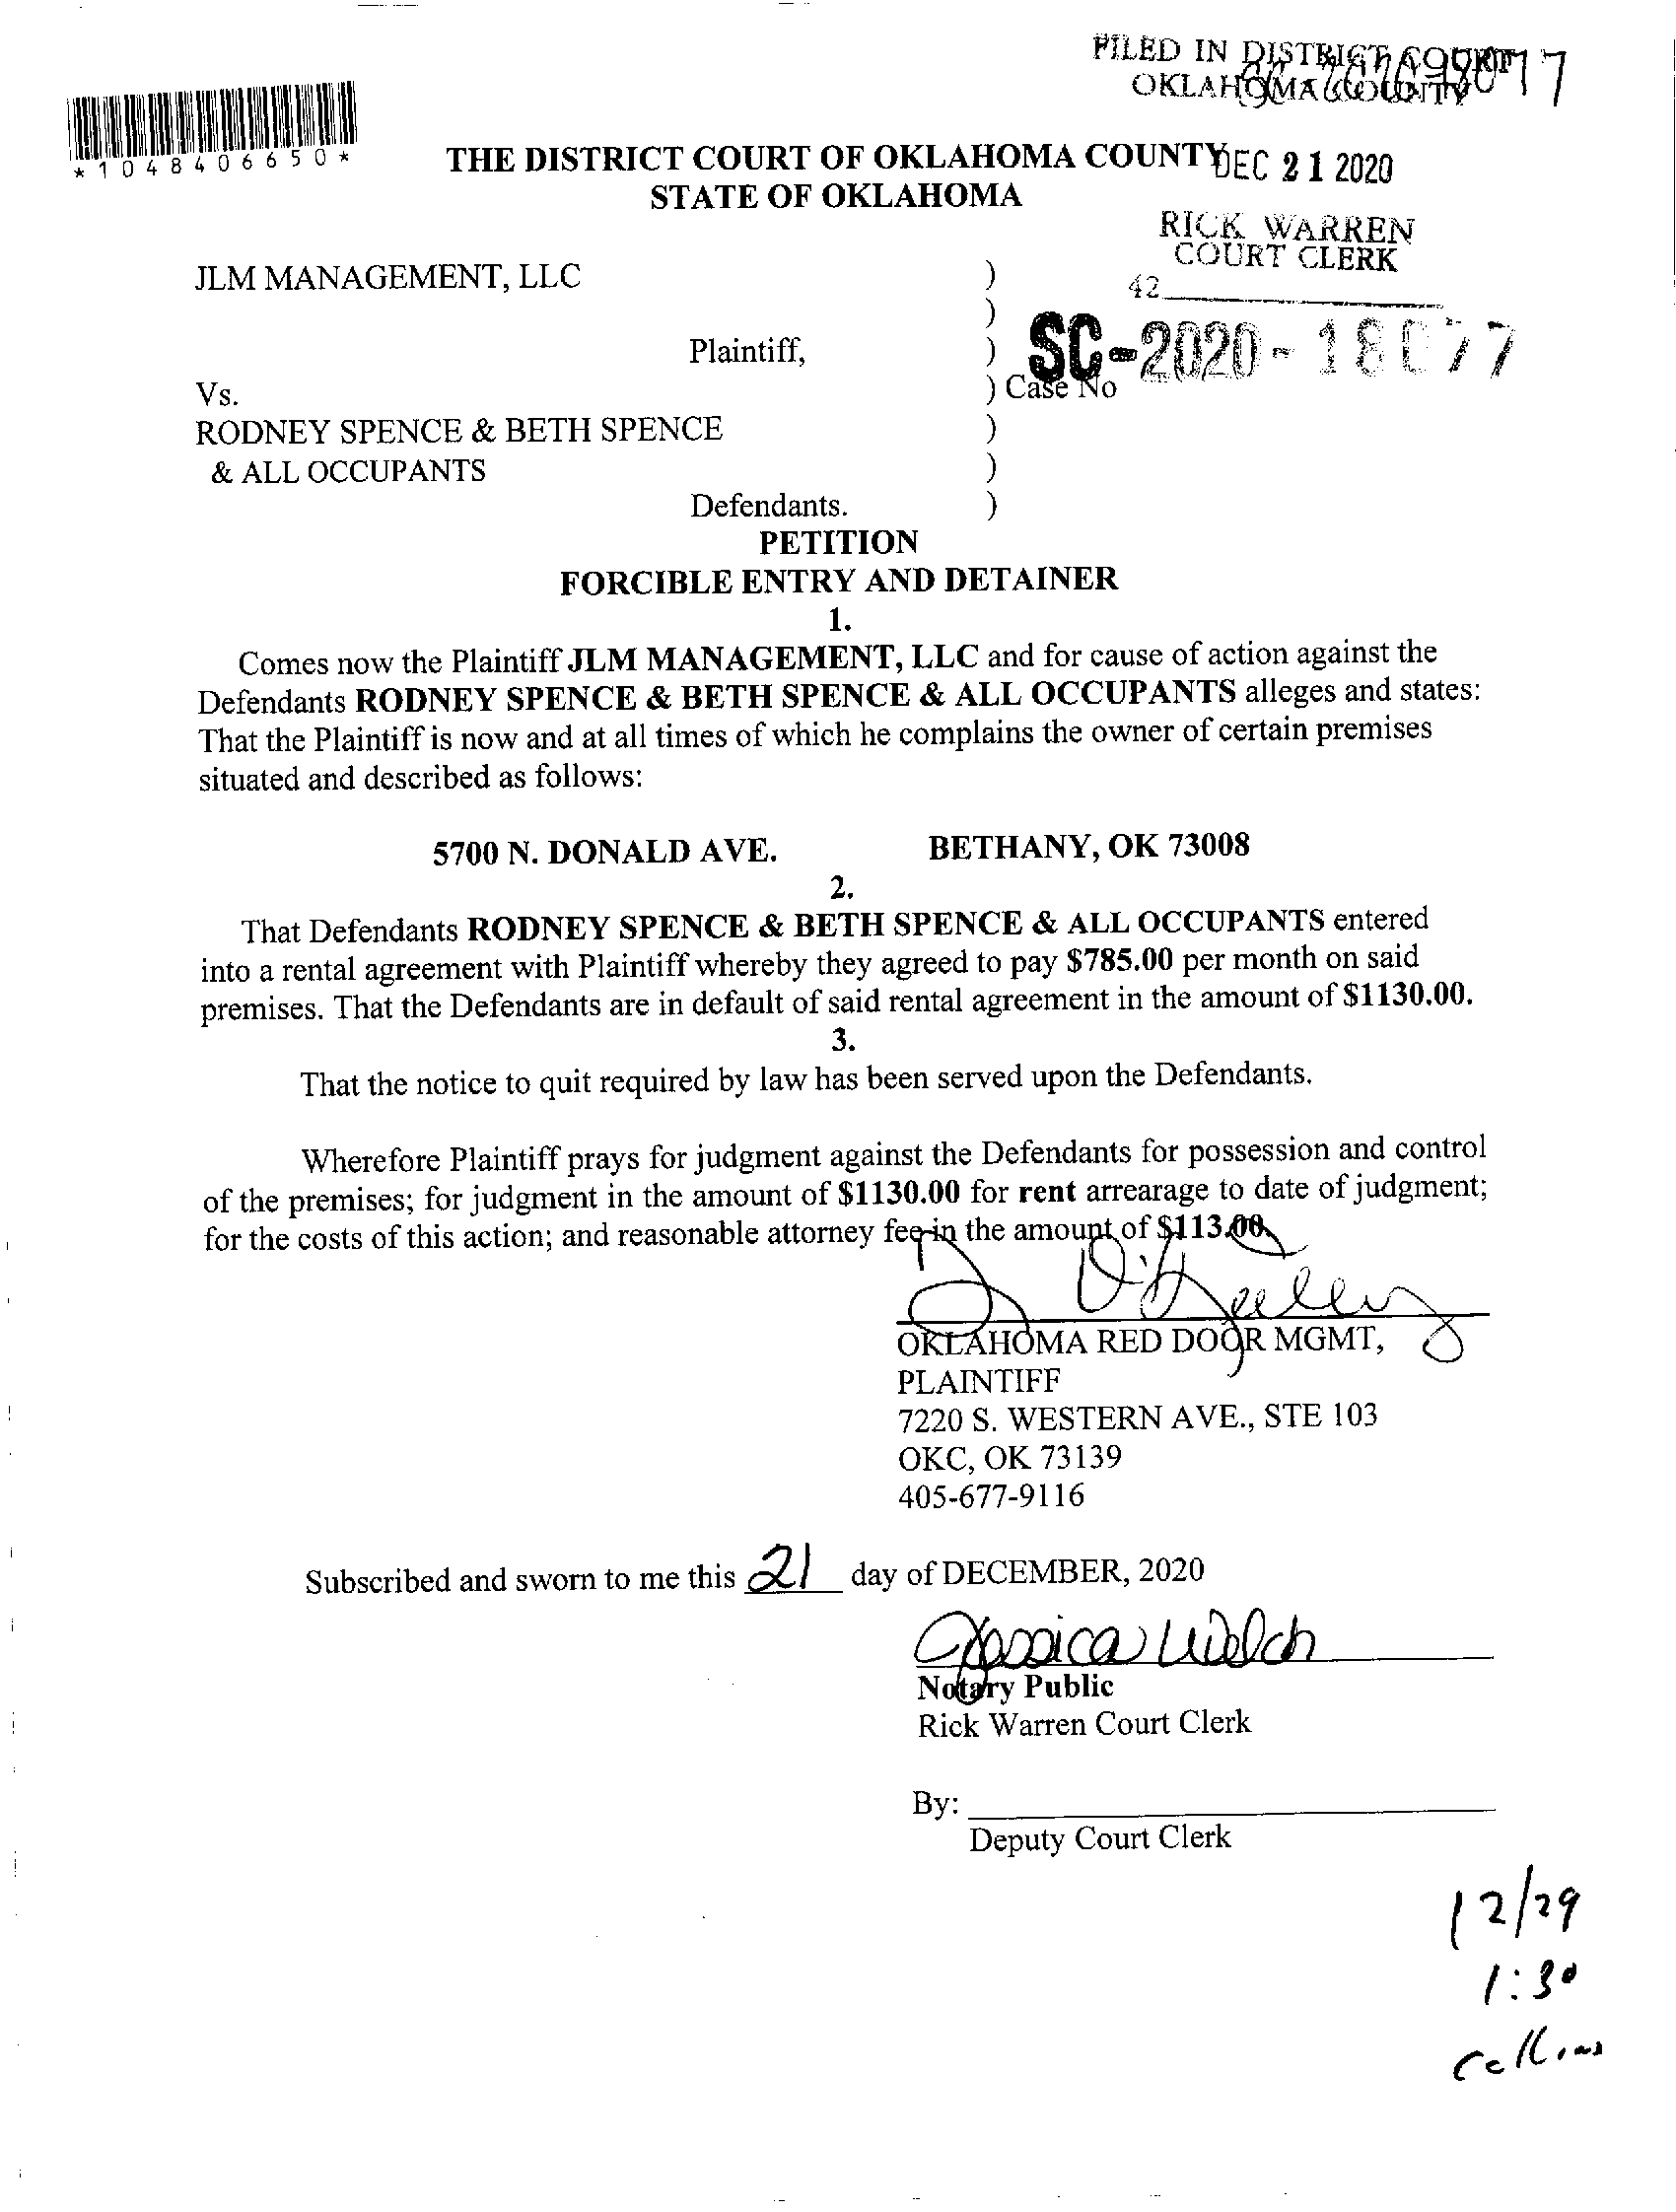 FILED IN DISTRICT COURT
OKLAHOMA COUNTY
*1048406650*
THE DISTRICT COURT OF OKLAHOMA COUNTY
DEC 21 2020
STATE OF OKLAHOMA
RICK WARREN
COURT CLERK
42
JLM MANAGEMENT, LLC )
)
Plaintiff, ) SC-2020-18077
Vs. ) Case No
RODNEY SPENCE & BETH SPENCE )
& ALL OCCUPANTS )
Defendants. )
PETITION
FORCIBLE ENTRY AND DETAINER
1.
Comes now the Plaintiff JLM MANAGEMENT, LLC and for cause of action against the
Defendants RODNEY SPENCE & BETH SPENCE & ALL OCCUPANTS alleges and states:
That the Plaintiff is now and at all times of which he complains the owner of certain premises
situated and described as follows:
5700 N. DONALD AVE. BETHANY, OK 73008
2.
That Defendants RODNEY SPENCE & BETH SPENCE & ALL OCCUPANTS entered
into a rental agreement with Plaintiff whereby they agreed to pay $785.00 per month on said
premises. That the Defendants are in default of said rental agreement in the amount of $1130.00.
3.
That the notice to quit required by law has been served upon the Defendants.
Wherefore Plaintiff prays for judgment against the Defendants for possession and control
of the premises; for judgment in the amount of $1130.00 for rent arrearage to date of judgment;
for the costs of this action; and reasonable attorney fee in the amount of $113.00.
OKLAHOMA RED DOOR MGMT,
PLAINTIFF
7220 S. WESTERN AVE., STE 103
OKC, OK 73139
405-677-9116
Subscribed and sworn to me this 21 day of DECEMBER, 2020
Jessica Welch
Notary Public
Rick Warren Court Clerk
By:
Deputy Court Clerk
12/29
1:30
Collins